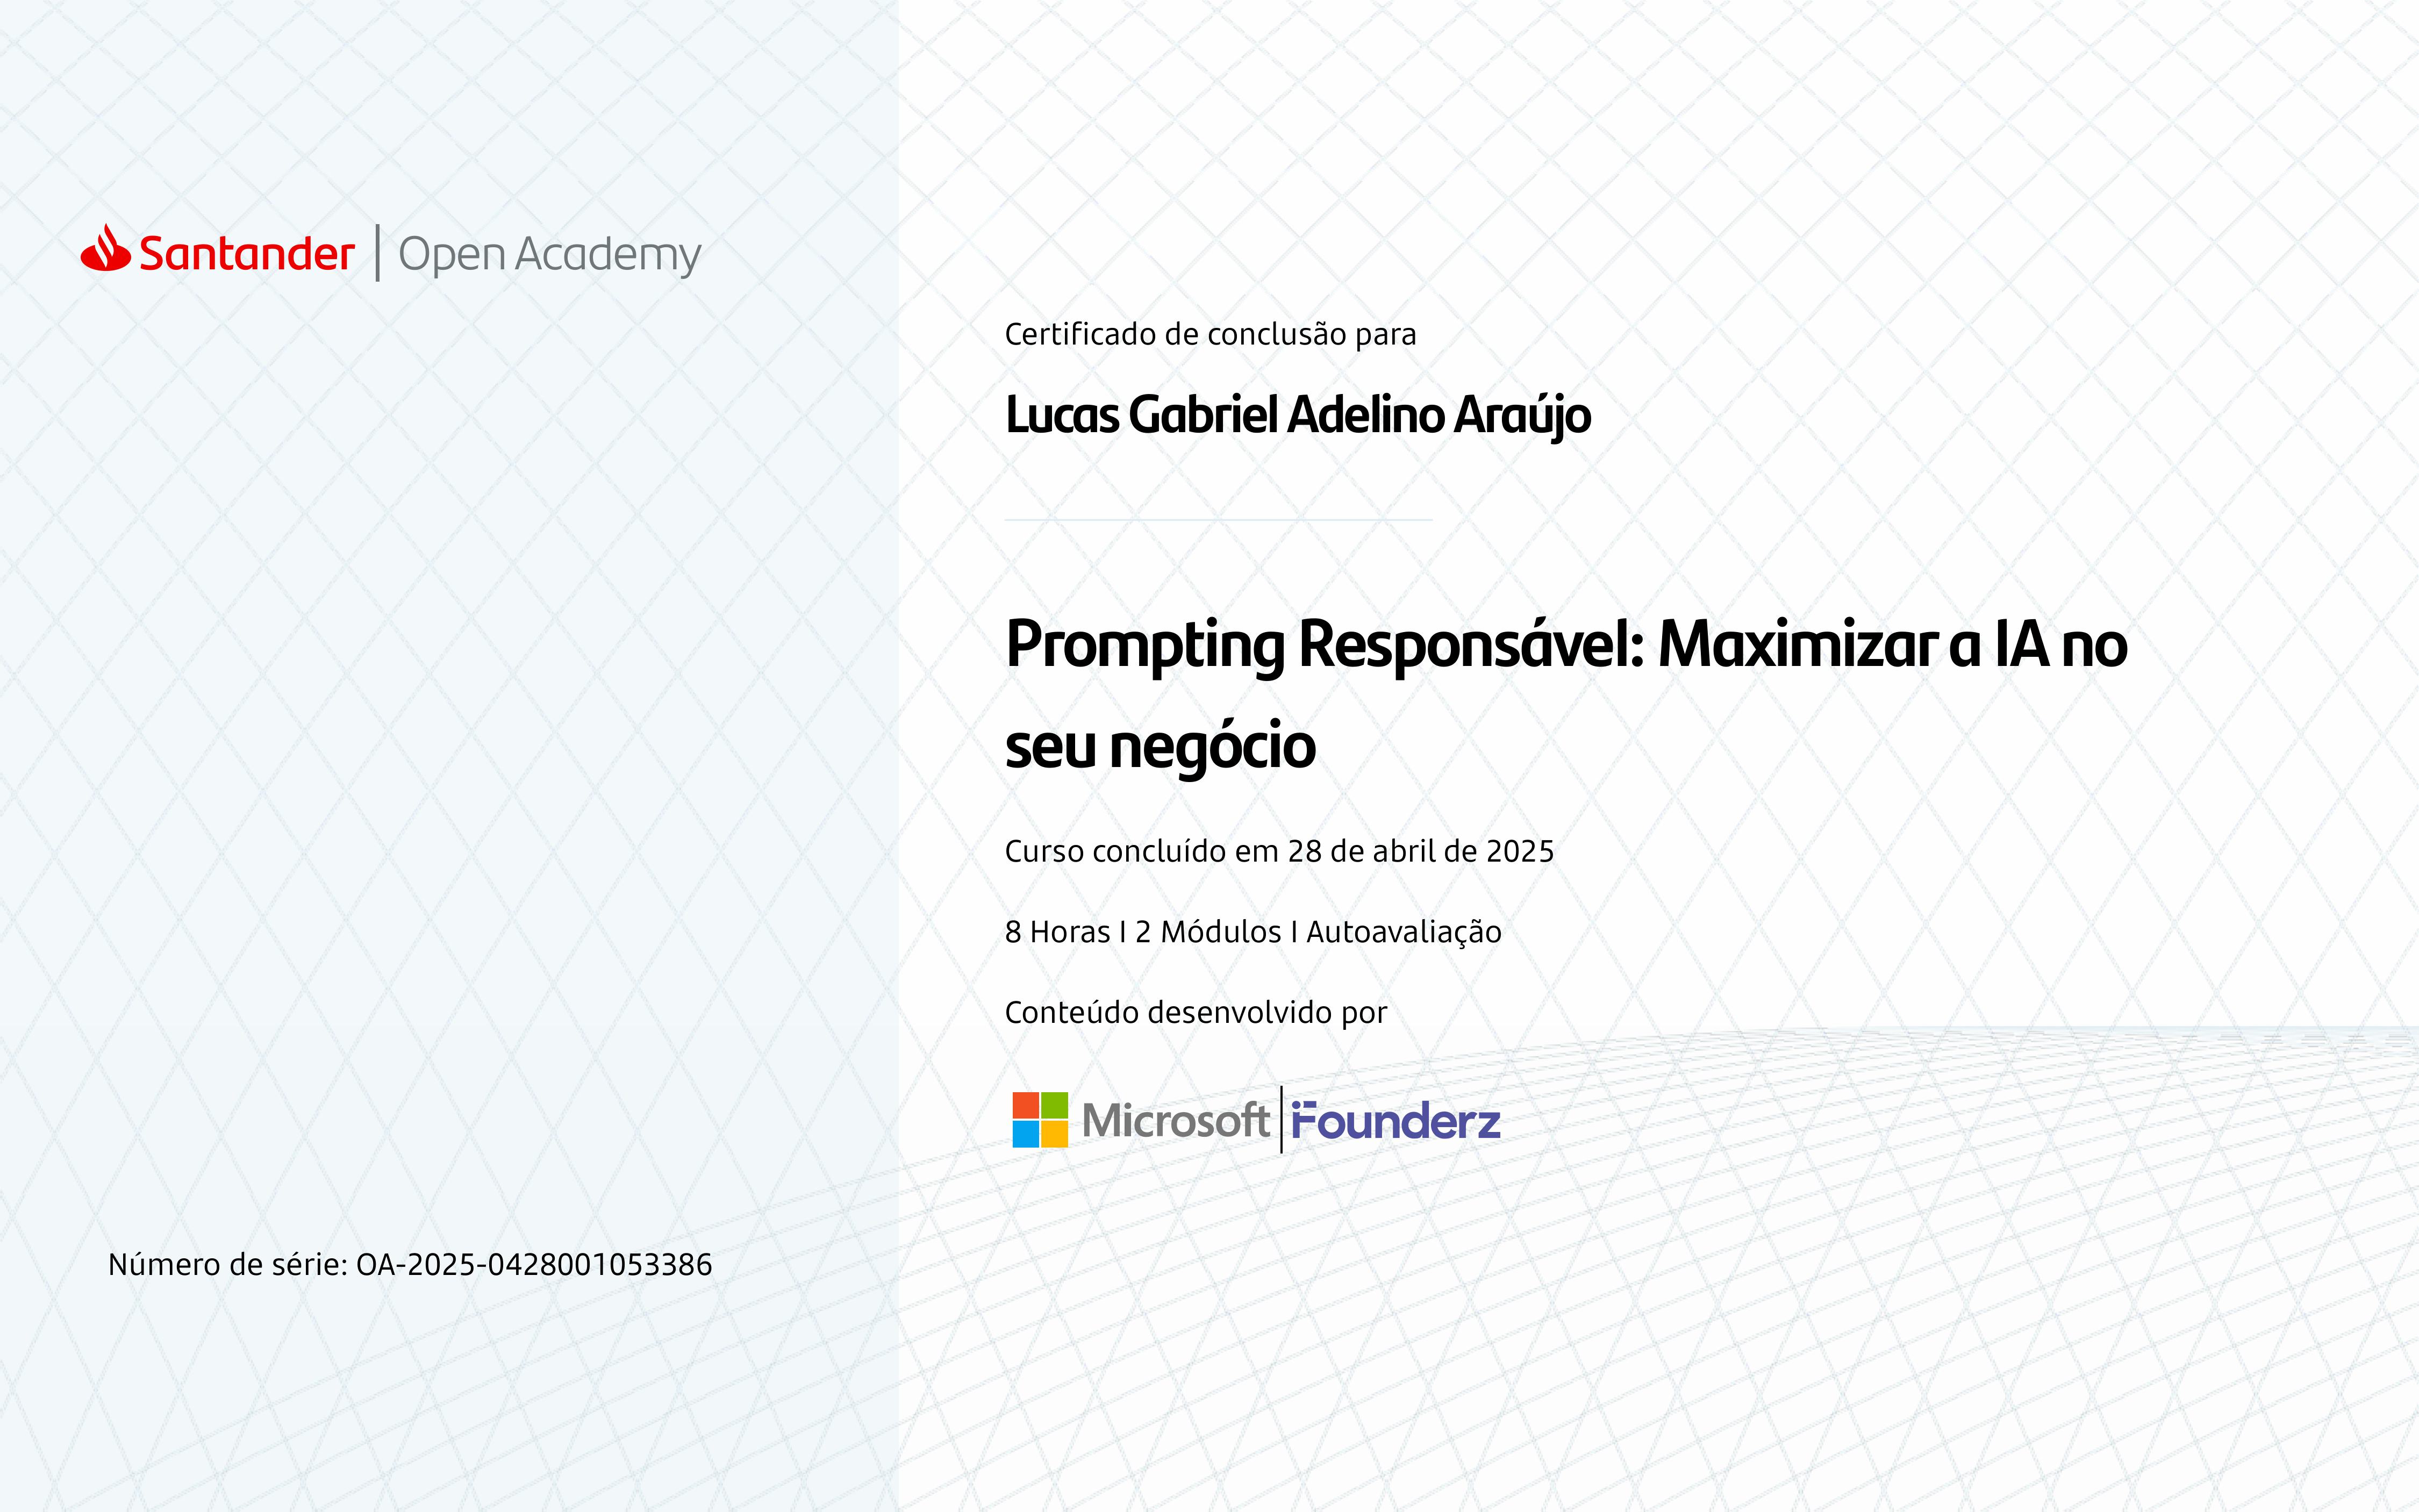 Santander | Open Academy
Certificado de conclusão para
Lucas Gabriel Adelino Araújo
Prompting Responsável: Maximizar a IA no
seu negócio
Curso concluído em 28 de abril de 2025
8 Horas I 2 Módulos I Autoavaliação
Conteúdo desenvolvido por
Microsoft | Founderz
Número de série: OA-2025-0428001053386